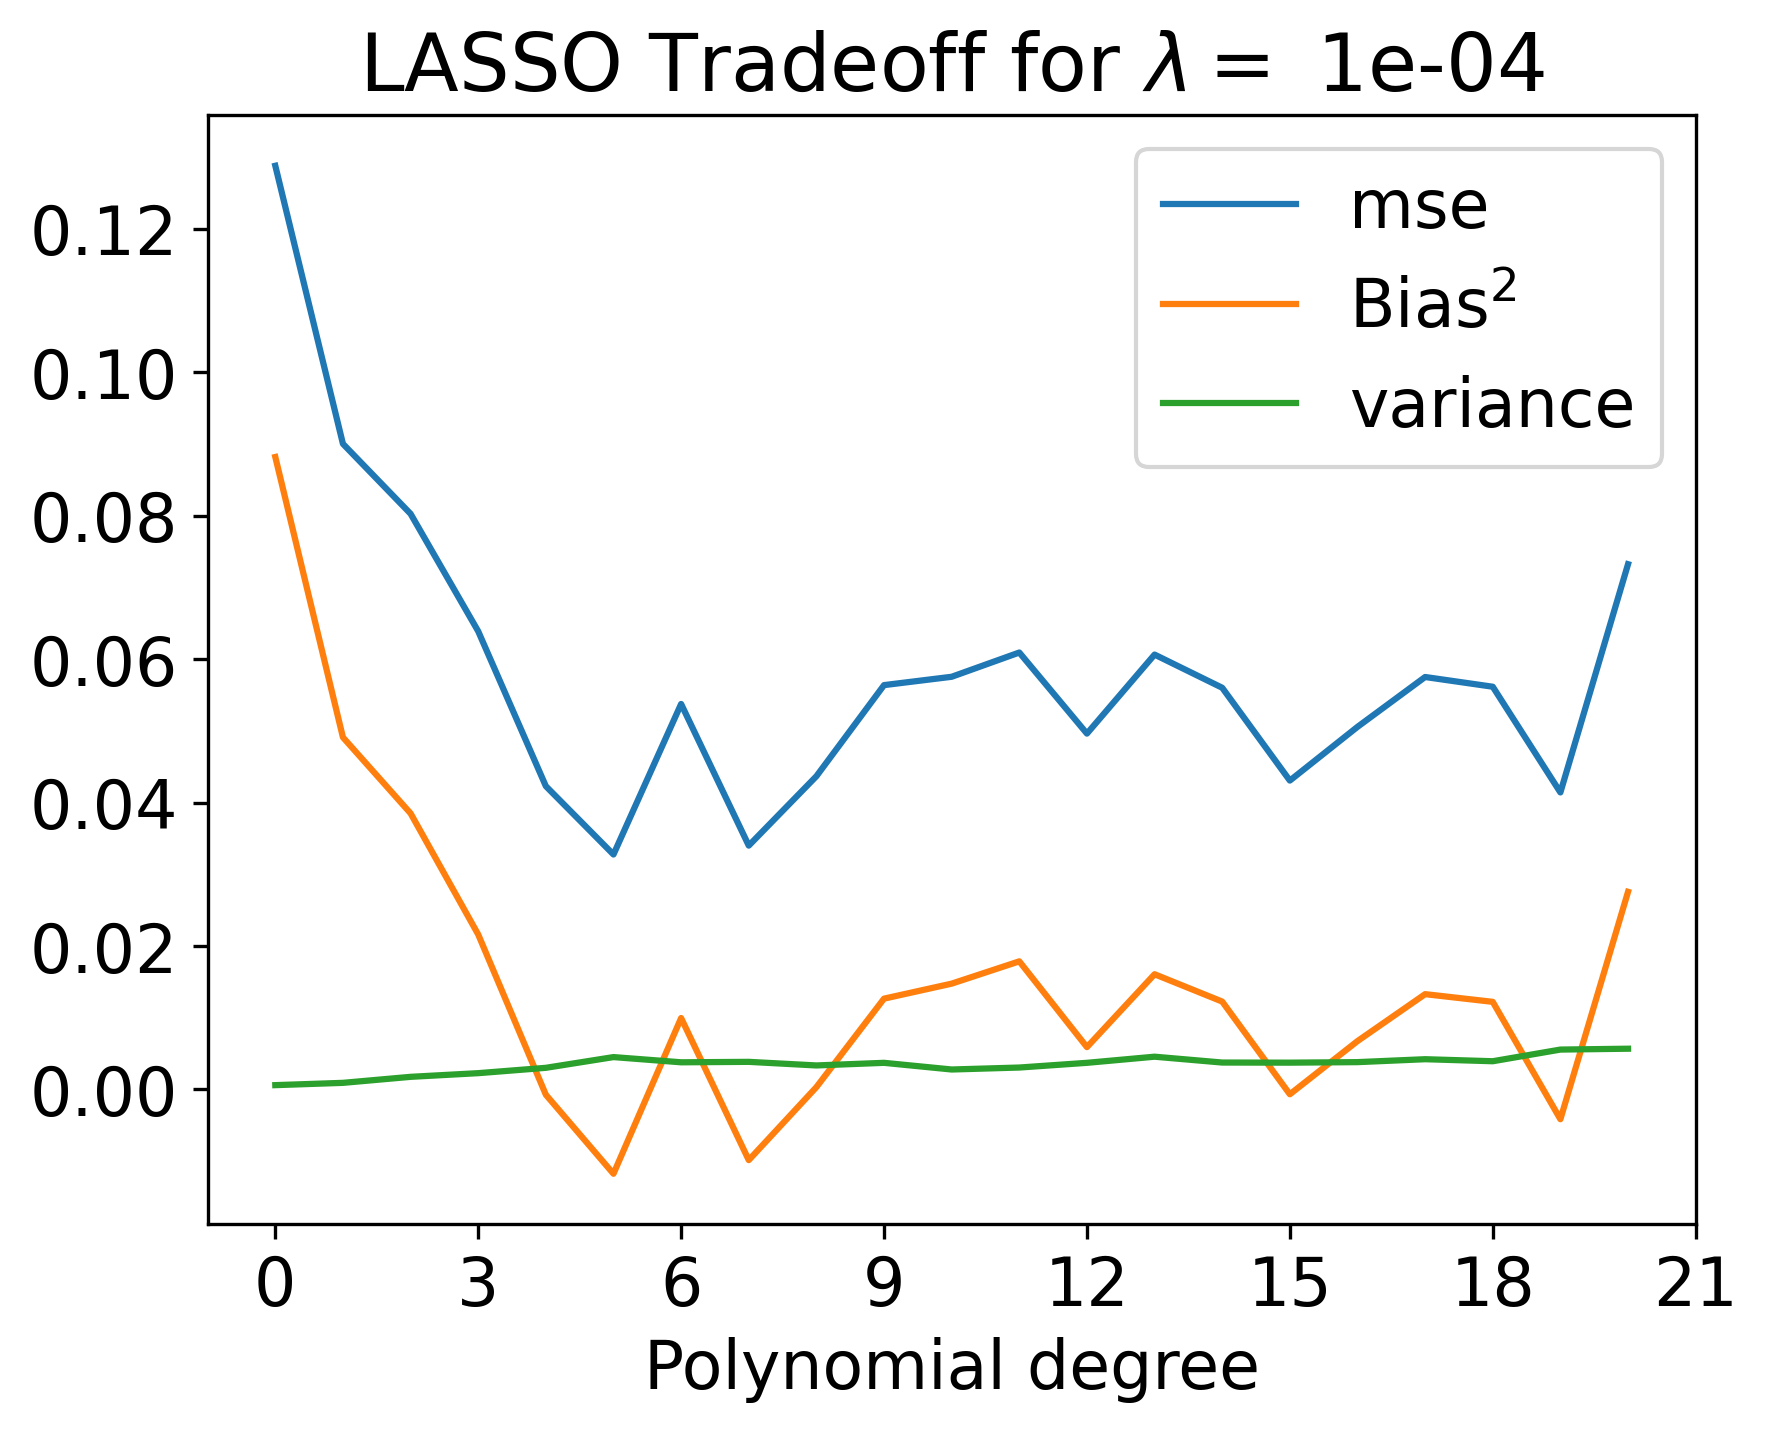 LASSO Tradeoff for λ = 1e-04
mse
Bias²
variance
0.12
0.10
0.08
0.06
0.04
0.02
0.00
0 3 6 9 12 15 18 21
Polynomial degree